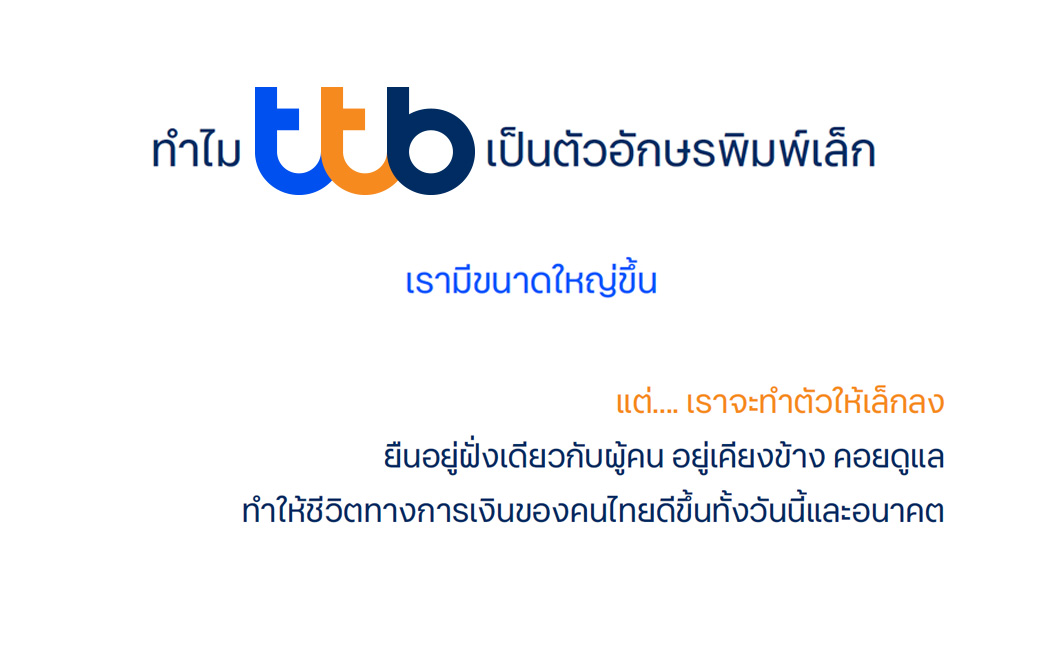 ทำไม ttb เป็นตัวอักษรพิมพ์เล็ก
เรามีขนาดใหญ่ขึ้น
แต่.... เราจะทำตัวให้เล็กลง
ยืนอยู่ฝั่งเดียวกับผู้คน อยู่เคียงข้าง คอยดูแล
ทำให้ชีวิตทางการเงินของคนไทยดีขึ้นทั้งวันนี้และอนาคต